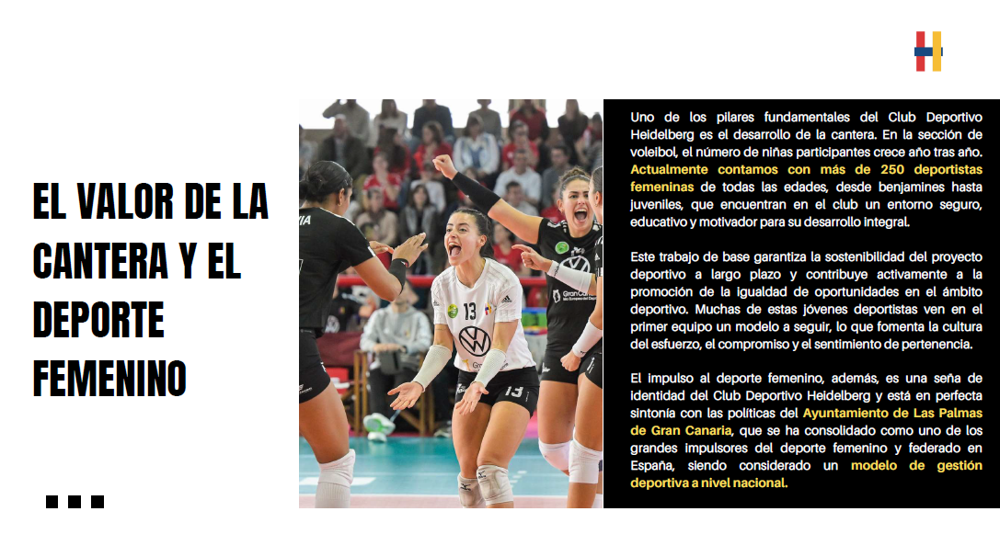 EL VALOR DE LA
CANTERA Y EL
DEPORTE
FEMENINO
Uno de los pilares fundamentales del Club Deportivo
Heidelberg es el desarrollo de la cantera. En la sección de
voleibol, el número de niñas participantes crece año tras año.
Actualmente contamos con más de 250 deportistas
femeninas de todas las edades, desde benjamines hasta
juveniles, que encuentran en el club un entorno seguro,
educativo y motivador para su desarrollo integral.
Este trabajo de base garantiza la sostenibilidad del proyecto
deportivo a largo plazo y contribuye activamente a la
promoción de la igualdad de oportunidades en el ámbito
deportivo. Muchas de estas jóvenes deportistas ven en el
primer equipo un modelo a seguir, lo que fomenta la cultura
del esfuerzo, el compromiso y el sentimiento de pertenencia.
El impulso al deporte femenino, además, es una seña de
identidad del Club Deportivo Heidelberg y está en perfecta
sintonía con las políticas del Ayuntamiento de Las Palmas
de Gran Canaria, que se ha consolidado como uno de los
grandes impulsores del deporte femenino y federado en
España, siendo considerado un modelo de gestión
deportiva a nivel nacional.
13
13